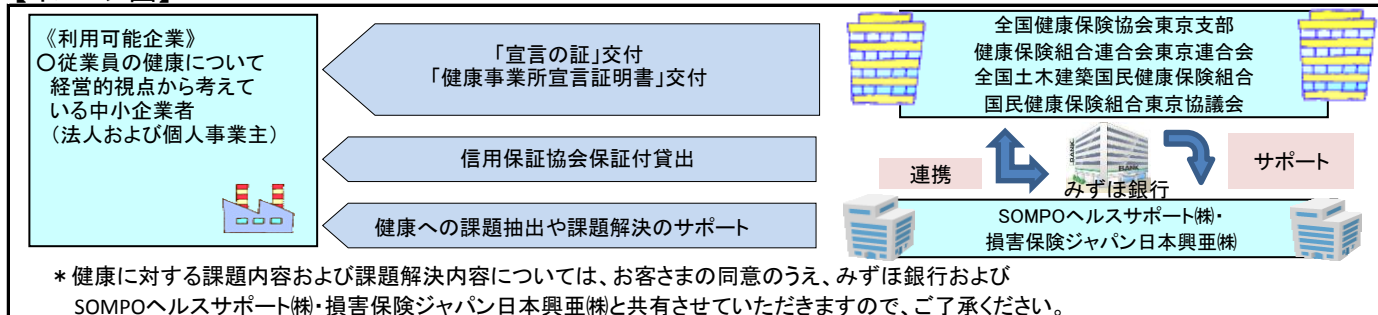 《利用可能企業》
○従業員の健康について
経営的視点から考えて
いる中小企業者
(法人および個人事業主)
「宣言の証」交付
「健康事業所宣言証明書」交付
信用保証協会保証付貸出
健康への課題抽出や課題解決のサポート
全国健康保険協会東京支部
健康保険組合連合会東京連合会
全国土木建築国民健康保険組合
国民健康保険組合東京協議会
連携
BANK
BANK
みずほ銀行
サポート
SOMPOヘルスサポート㈱・
損害保険ジャパン日本興亜㈱
*健康に対する課題内容および課題解決内容については、お客さまの同意のうえ、みずほ銀行および
SOMPOヘルスサポート㈱・損害保険ジャパン日本興亜㈱と共有させていただきますので、ご了承ください。